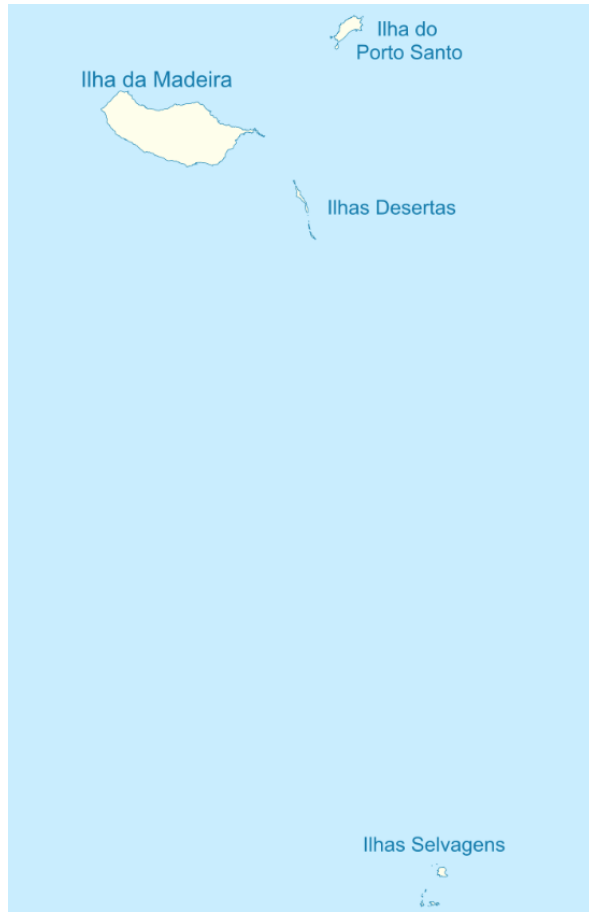 Ilha do
Porto Santo
Ilha da Madeira
Ilhas Desertas
Ilhas Selvagens